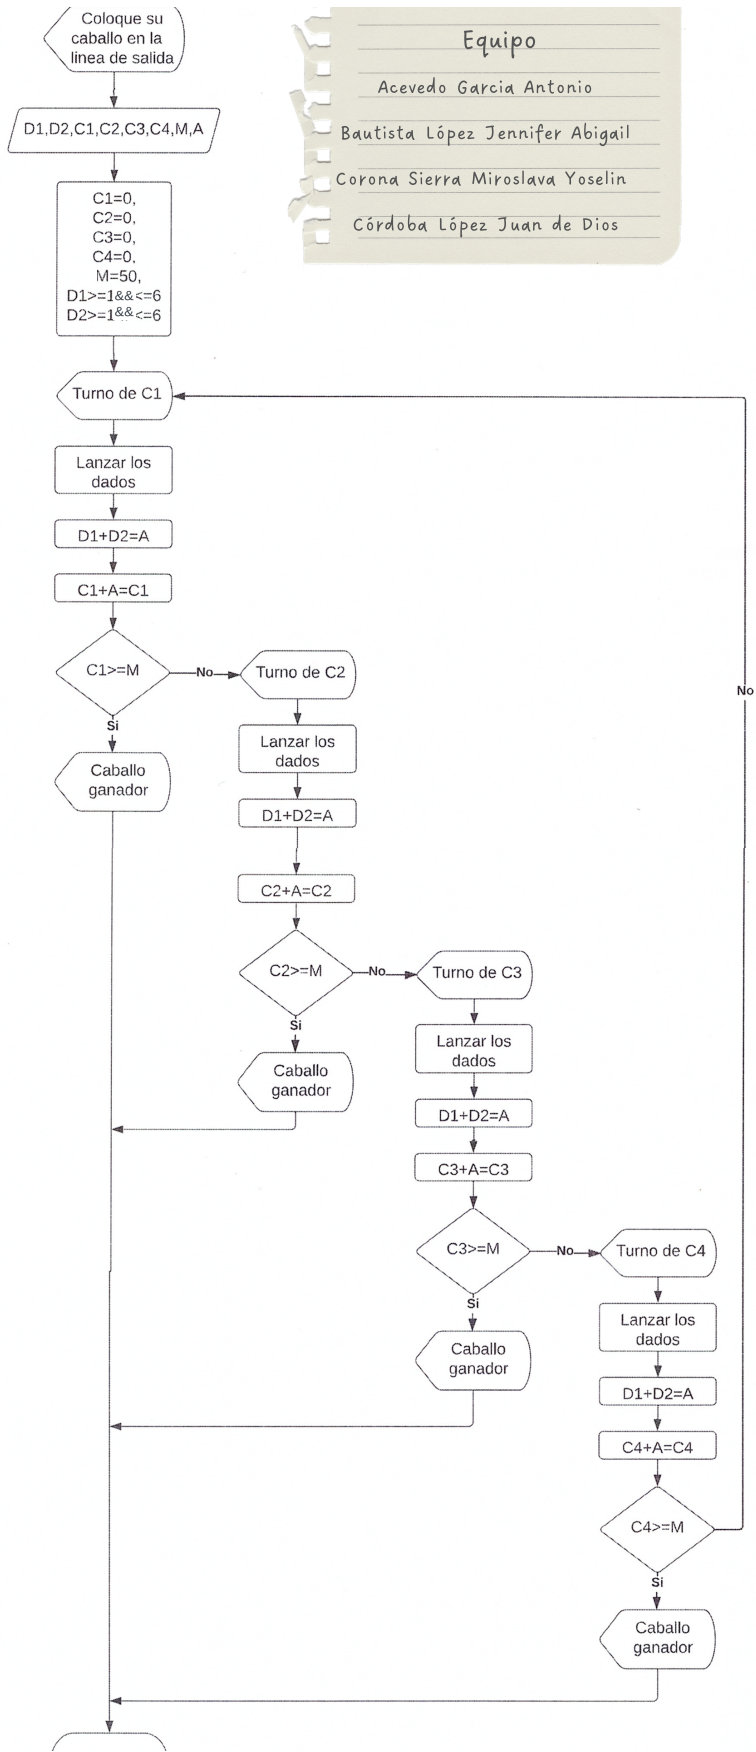 Coloque su
caballo en la
línea de salida
Equipo
Acevedo Garcia Antonio
Bautista López Jennifer Abigail
Corona Sierra Miroslava Yoselin
Córdoba López Juan de Dios
D1,D2,C1,C2,C3,C4,M,A
C1=0,
C2=0,
C3=0,
C4=0,
M=50,
D1>=1&&<=6
D2>=1&&<=6
Turno de C1
Lanzar los
dados
D1+D2=A
C1+A=C1
C1>=M
No
Si
Caballo
ganador
Turno de C2
Lanzar los
dados
D1+D2=A
C2+A=C2
C2>=M
No
Si
Caballo
ganador
Turno de C3
Lanzar los
dados
D1+D2=A
C3+A=C3
C3>=M
No
Si
Caballo
ganador
Turno de C4
Lanzar los
dados
D1+D2=A
C4+A=C4
C4>=M
No
Si
Caballo
ganador